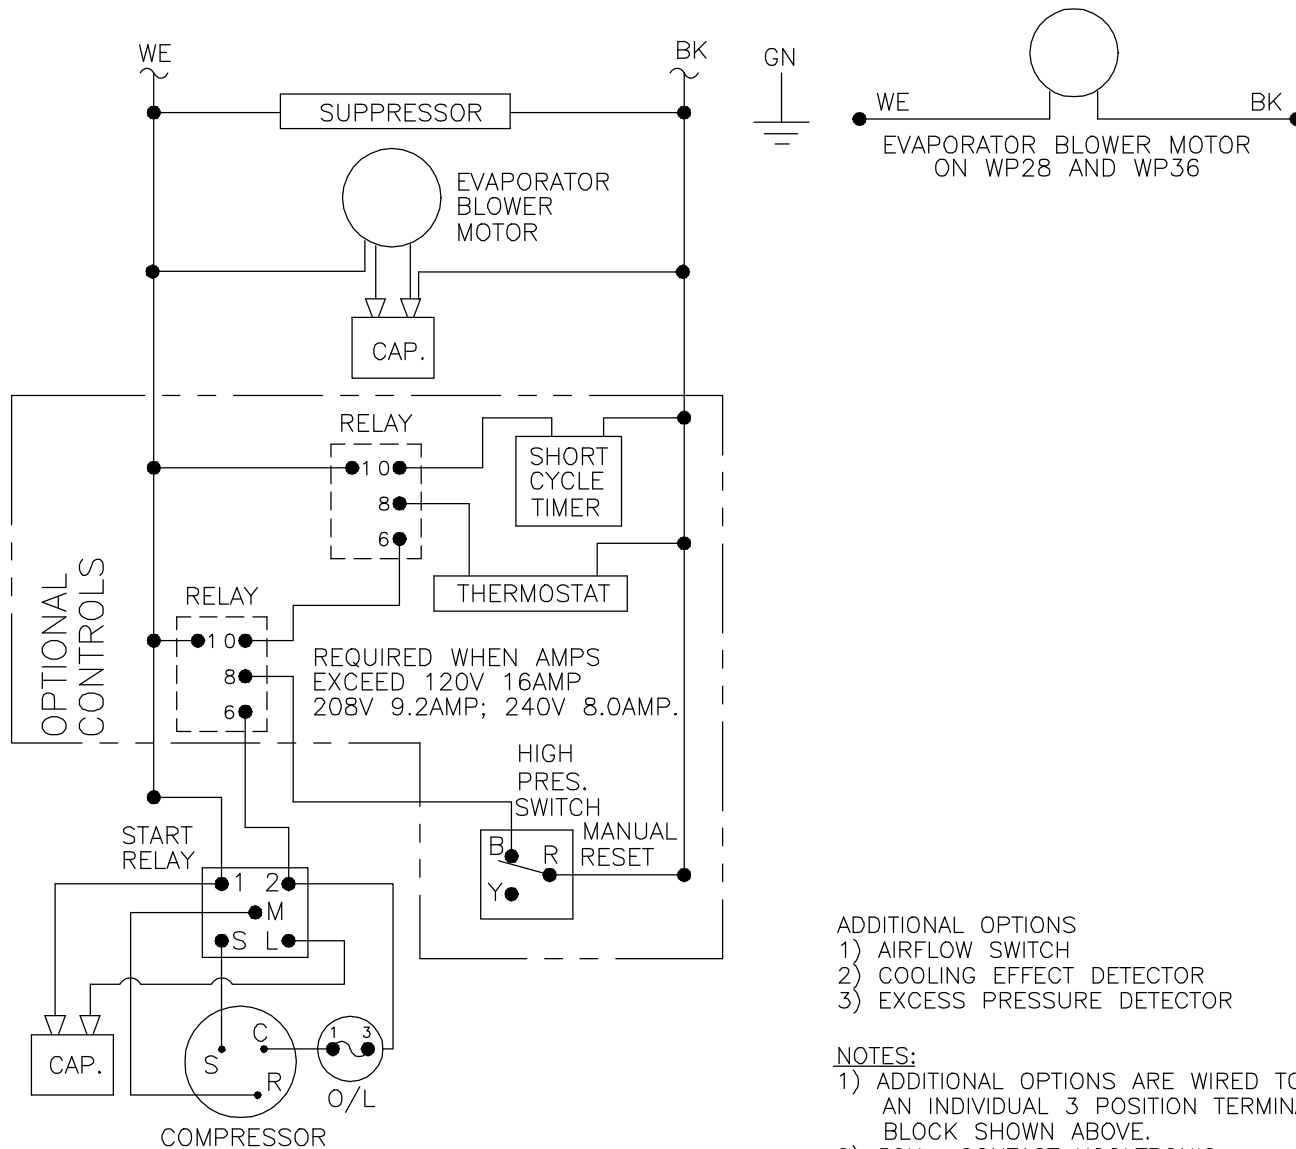 WE
BK
GN
SUPPRESSOR
WE
BK
EVAPORATOR BLOWER MOTOR
ON WP28 AND WP36
EVAPORATOR
BLOWER
MOTOR
CAP.
RELAY
10
8
6
SHORT
CYCLE
TIMER
THERMOSTAT
OPTIONAL
CONTROLS
RELAY
10
8
6
REQUIRED WHEN AMPS
EXCEED 120V 16AMP
208V 9.2AMP; 240V 8.0AMP.
HIGH
PRES.
SWITCH
MANUAL
RESET
B
R
Y
START
RELAY
1 2
M
S L
CAP.
S
C
R
COMPRESSOR
1 3
O/L
ADDITIONAL OPTIONS
1) AIRFLOW SWITCH
2) COOLING EFFECT DETECTOR
3) EXCESS PRESSURE DETECTOR
NOTES:
1) ADDITIONAL OPTIONS ARE WIRED TO
AN INDIVIDUAL 3 POSITION
BLOCK SHOWN ABOVE.